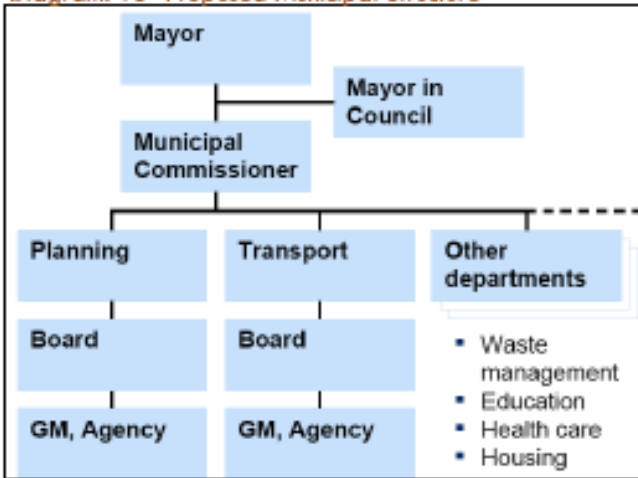 Mayor
Mayor in
Council
Municipal
Commissioner
Planning
Transport
Other
departments
Board
Board
▪ Waste
management
▪ Education
▪ Health care
▪ Housing
GM, Agency
GM, Agency